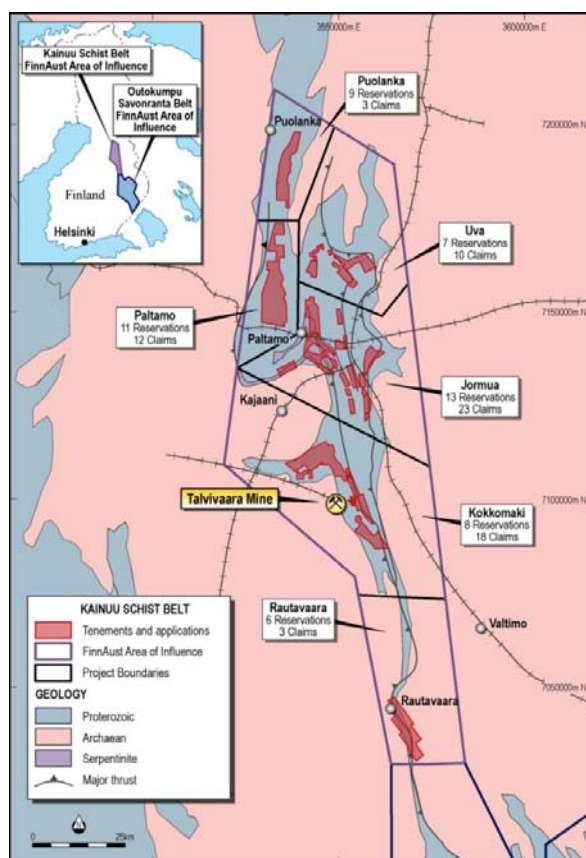 3550000m E
3600000m E
Kainuu Schist Belt
FinnAust Area of Influence
Outokumpu
Savonranta Belt
FinnAust Area of
Influence
Finland
Helsinki
Puolanka
9 Reservations
3 Claims
Puolanka
7200000m N
Uva
7 Reservations
10 Claims
Paltamo
11 Reservations
12 Claims
7150000m N
Paltamo
Jormua
13 Reservations
23 Claims
Kajaani
Talvivaara Mine
7100000m N
Kokkomaki
8 Reservations
18 Claims
Rautavaara
6 Reservations
3 Claims
Valtimo
7050000m N
Rautavaara
KAINUU SCHIST BELT
Tenements and applications
FinnAust Area of Influence
Project Boundaries
GEOLOGY
Proterozoic
Archaean
Serpentinite
Major thrust
0
25km